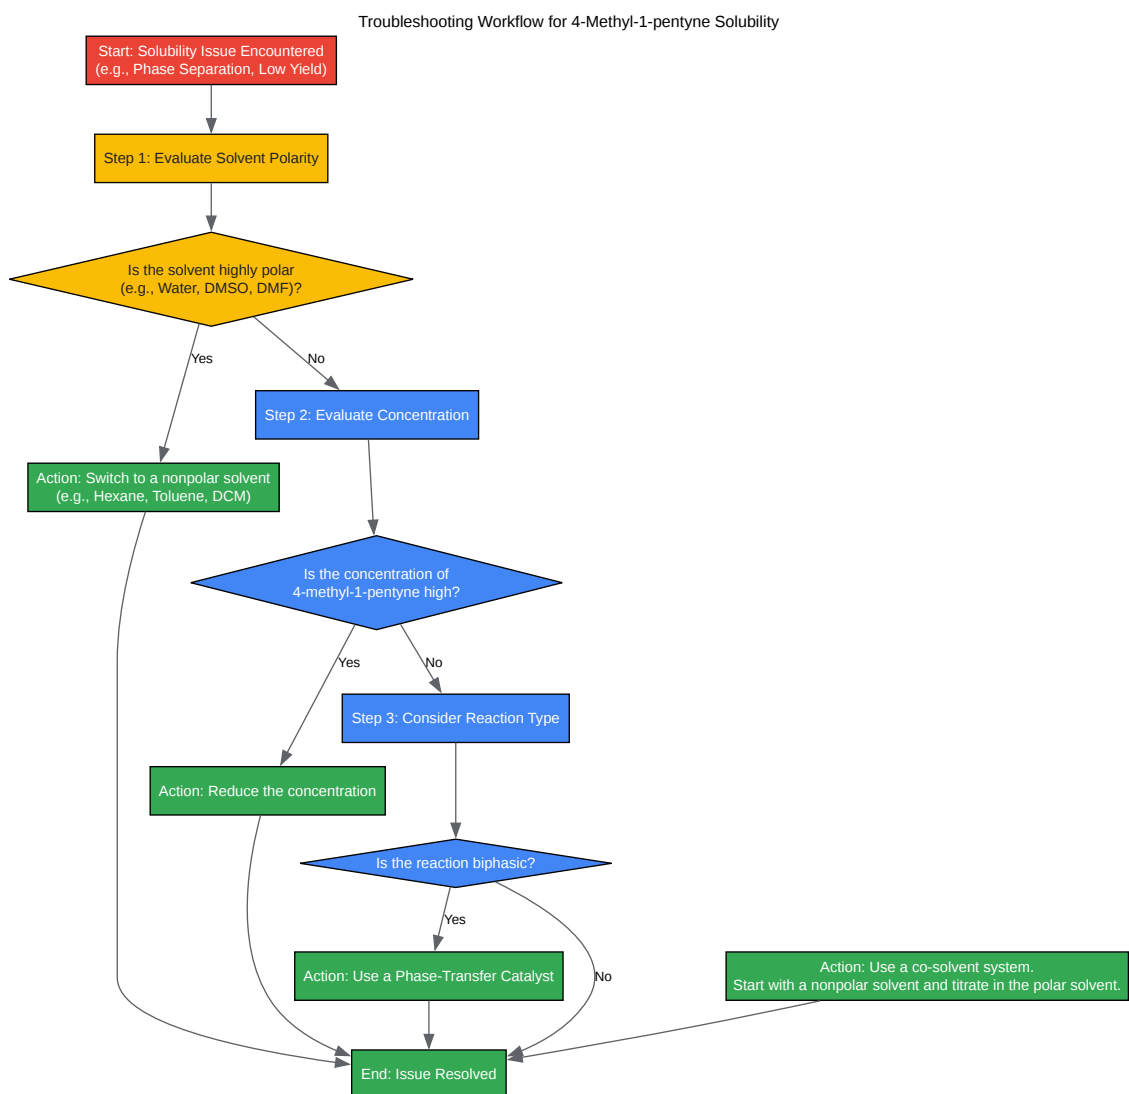 Troubleshooting Workflow for 4-Methyl-1-pentyne Solubility
Start: Solubility Issue Encountered
(e.g., Phase Separation, Low Yield)
Step 1: Evaluate Solvent Polarity
Is the solvent highly polar
(e.g., Water, DMSO, DMF)?
Yes
No
Step 2: Evaluate Concentration
Action: Switch to a nonpolar solvent
(e.g., Hexane, Toluene, DCM)
Is the concentration of
4-methyl-1-pentyne high?
Yes
No
Step 3: Consider Reaction Type
Action: Reduce the concentration
Is the reaction biphasic?
Yes
No
Action: Use a Phase-Transfer Catalyst
Action: Use a co-solvent system.
Start with a nonpolar solvent and titrate in the polar solvent.
End: Issue Resolved